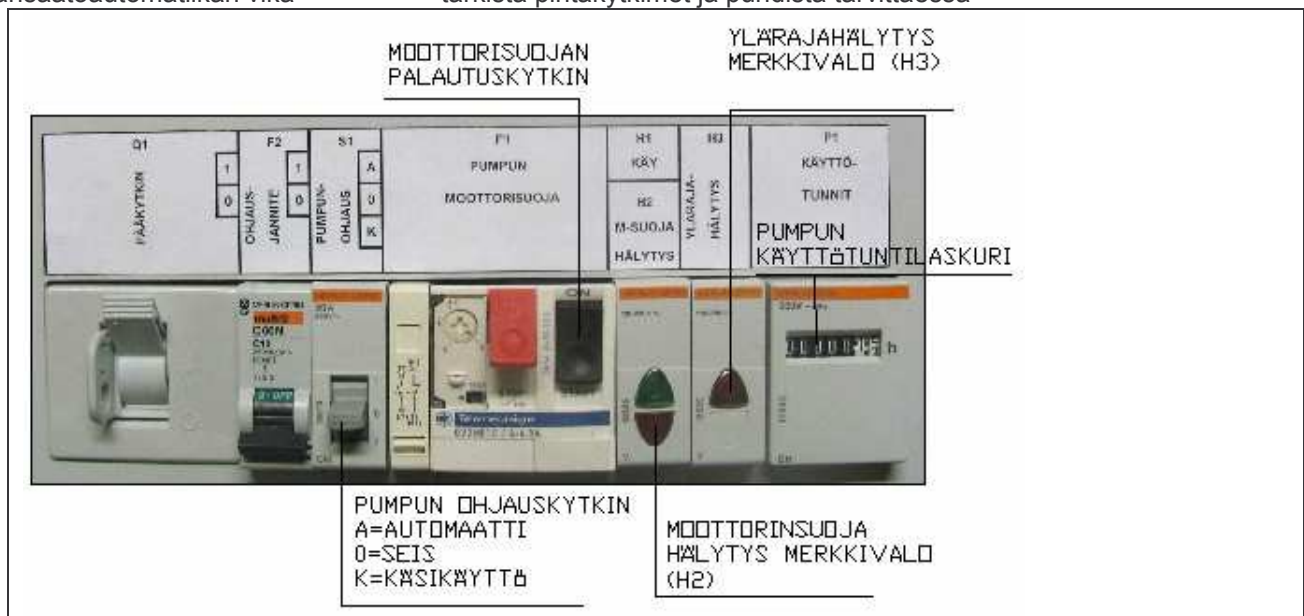 tarkista pintakytkimet ja puhdista tarvittaessa
MOOTTORISUOJAN
PALAUTUSKYTKIN
YLÄRAJAHÄLYTYS
MERKKIVALO (H3)
Q1
PÄÄKYTKIN
1
0
F2
OHJAUS-
JÄNNITE
1
0
S1
PUMPUN-
OHJAUS
A
0
K
F1
PUMPUN
MOOTTORISUOJA
H1
KÄY
H2
M-SUOJA
HÄLYTYS
H3
YLÄRAJA-
HÄLYTYS
P1
KÄYTTÖ-
TUNNIT
PUMPUN
KÄYTTÖTUNTILASKURI
C60N
C10
ON
Telemecanique
h
PUMPUN OHJAUSKYTKIN
A=AUTOMAATTI
0=SEIS
K=KÄSIKÄYTTÖ
MOOTTORINSUOJA
HÄLYTYS MERKKIVALO
(H2)